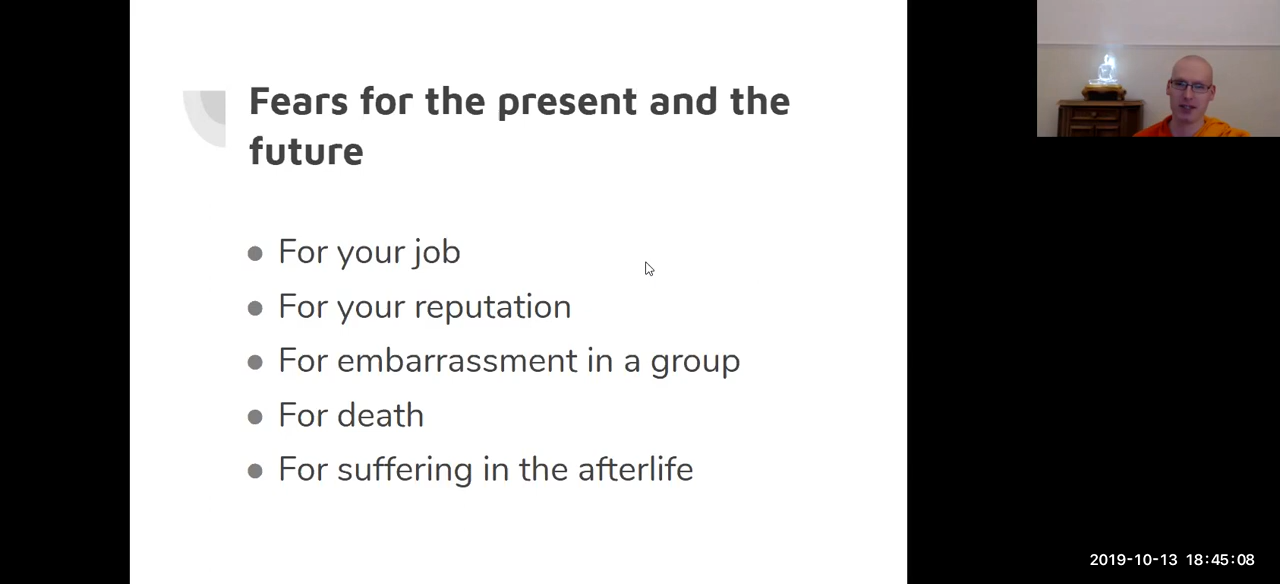 Fears for the present and the
future
For your job
For your reputation
For embarrassment in a group
For death
For suffering in the afterlife
2019-10-13 18:45:08